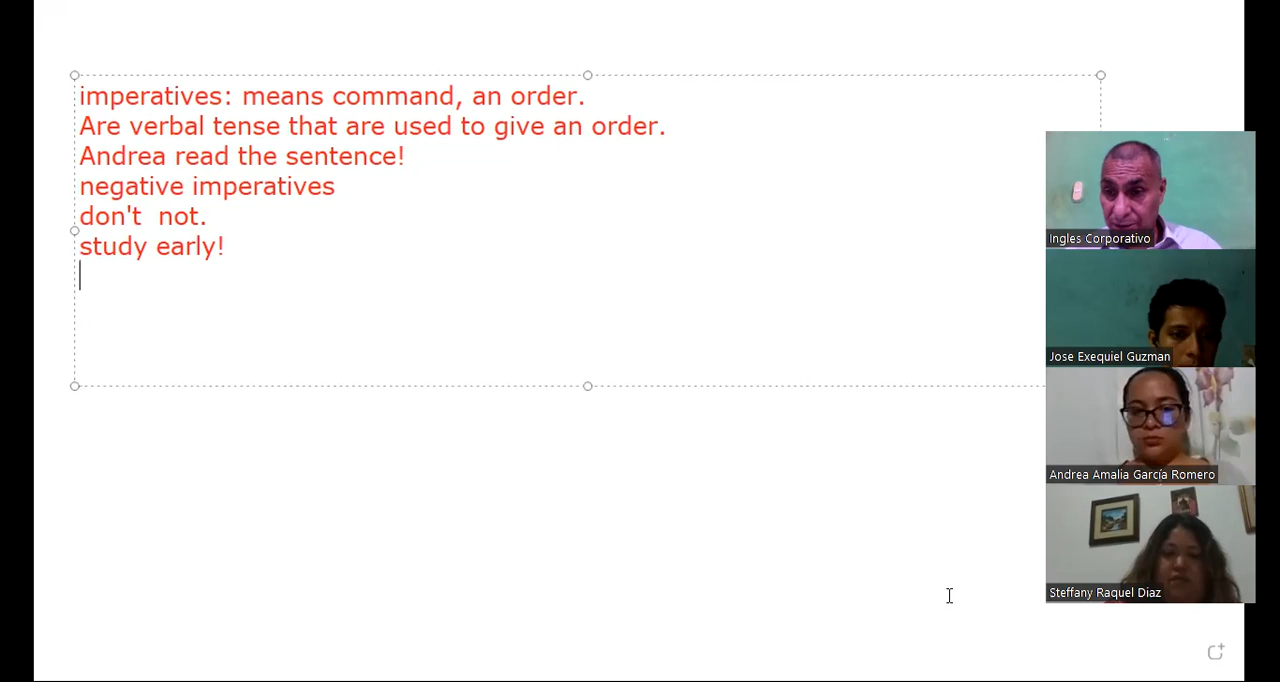 imperatives: means command, an order.
Are verbal tense that are used to give an order.
Andrea read the sentence!
negative imperatives
don't  not.
study early!
Ingles Corporativo
Jose Exequiel Guzman
Andrea Amalia García Romero
Steffany Raquel Diaz